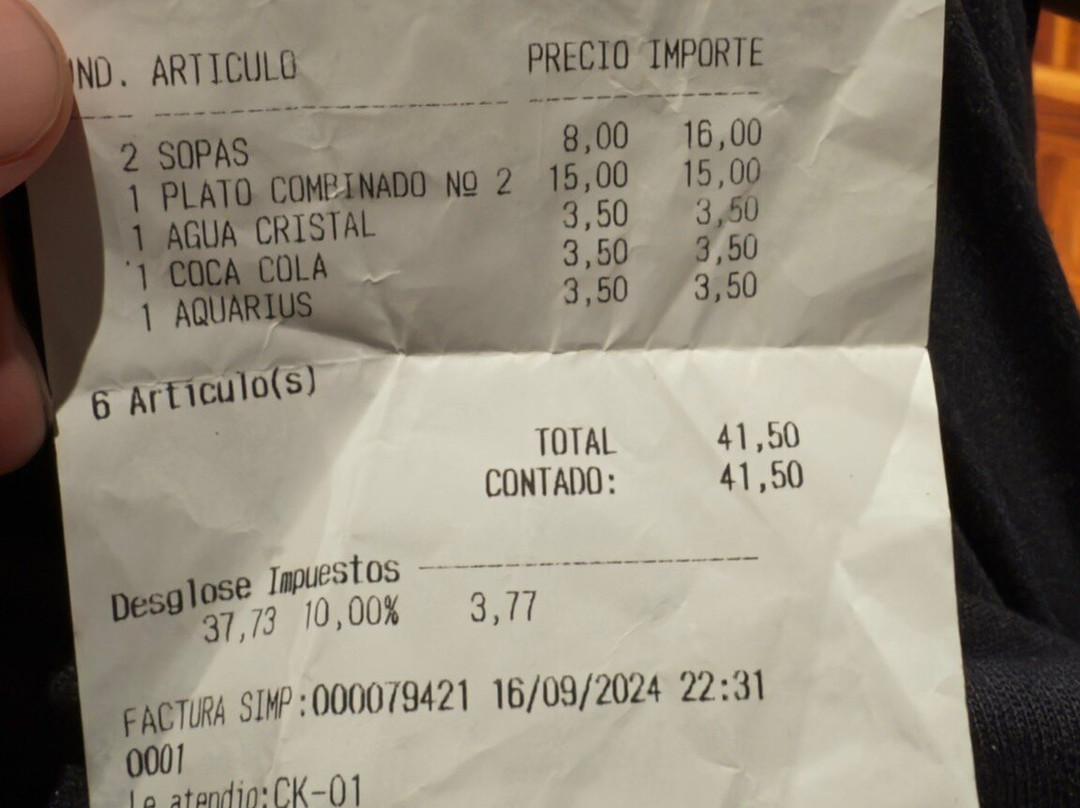 ND. ARTICULO PRECIO IMPORTE
2 SOPAS 8,00 16,00
1 PLATO COMBINADO Nº 2 15,00 15,00
1 AGUA CRISTAL 3,50 3,50
1 COCA COLA 3,50 3,50
1 AQUARIUS 3,50 3,50
6 Artículo(s)
TOTAL 41,50
CONTADO: 41,50
Desglose Impuestos
37,73 10,00% 3,77
FACTURA SIMP:000079421 16/09/2024 22:31
0001
Le atendio:CK-01